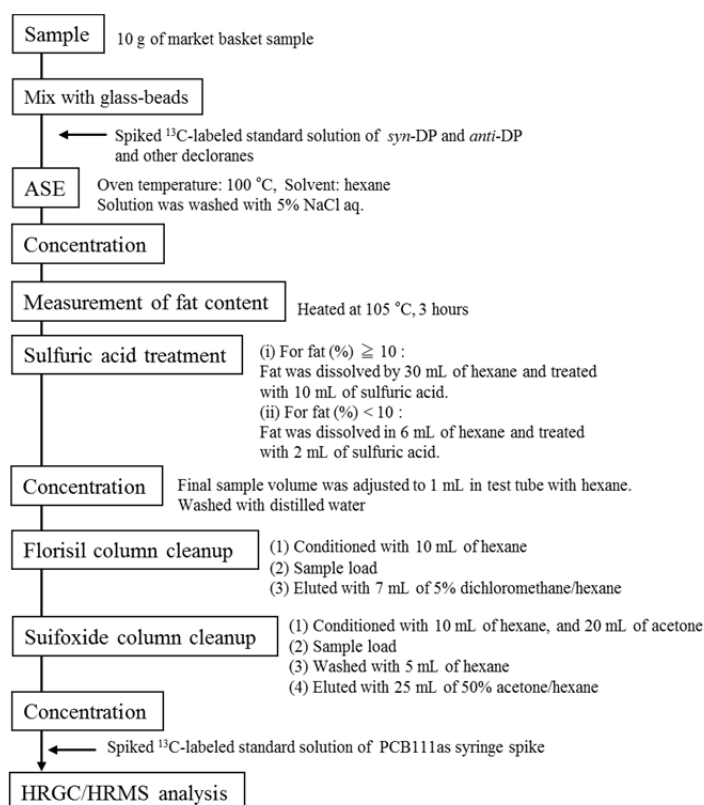 Sample
10 g of market basket sample
Mix with glass-beads
Spiked ¹³C-labeled standard solution of syn-DP and anti-DP
and other decloranes
ASE
Oven temperature: 100 °C, Solvent: hexane
Solution was washed with 5% NaCl aq.
Concentration
Measurement of fat content
Heated at 105 °C, 3 hours
Sulfuric acid treatment
(i) For fat (%) ≧ 10 :
Fat was dissolved by 30 mL of hexane and treated
with 10 mL of sulfuric acid.
(ii) For fat (%) < 10 :
Fat was dissolved in 6 mL of hexane and treated
with 2 mL of sulfuric acid.
Concentration
Final sample volume was adjusted to 1 mL in test tube with hexane.
Washed with distilled water
Florisil column cleanup
(1) Conditioned with 10 mL of hexane
(2) Sample load
(3) Eluted with 7 mL of 5% dichloromethane/hexane
Suifoxide column cleanup
(1) Conditioned with 10 mL of hexane, and 20 mL of acetone
(2) Sample load
(3) Washed with 5 mL of hexane
(4) Eluted with 25 mL of 50% acetone/hexane
Concentration
Spiked ¹³C-labeled standard solution of PCB111as syringe spike
HRGC/HRMS analysis